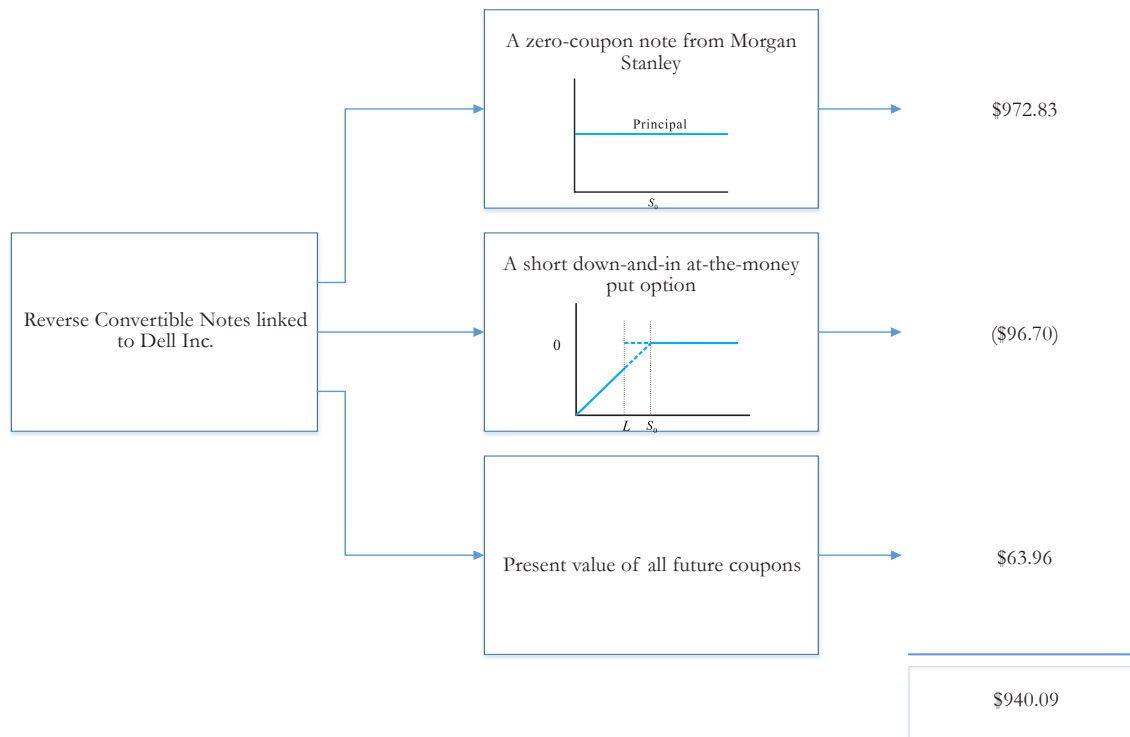 A zero-coupon note from Morgan
Stanley
Principal
S₀
$972.83
Reverse Convertible Notes linked
to Dell Inc.
A short down-and-in at-the-money
put option
0
L S₀
($96.70)
Present value of all future coupons
$63.96
$940.09